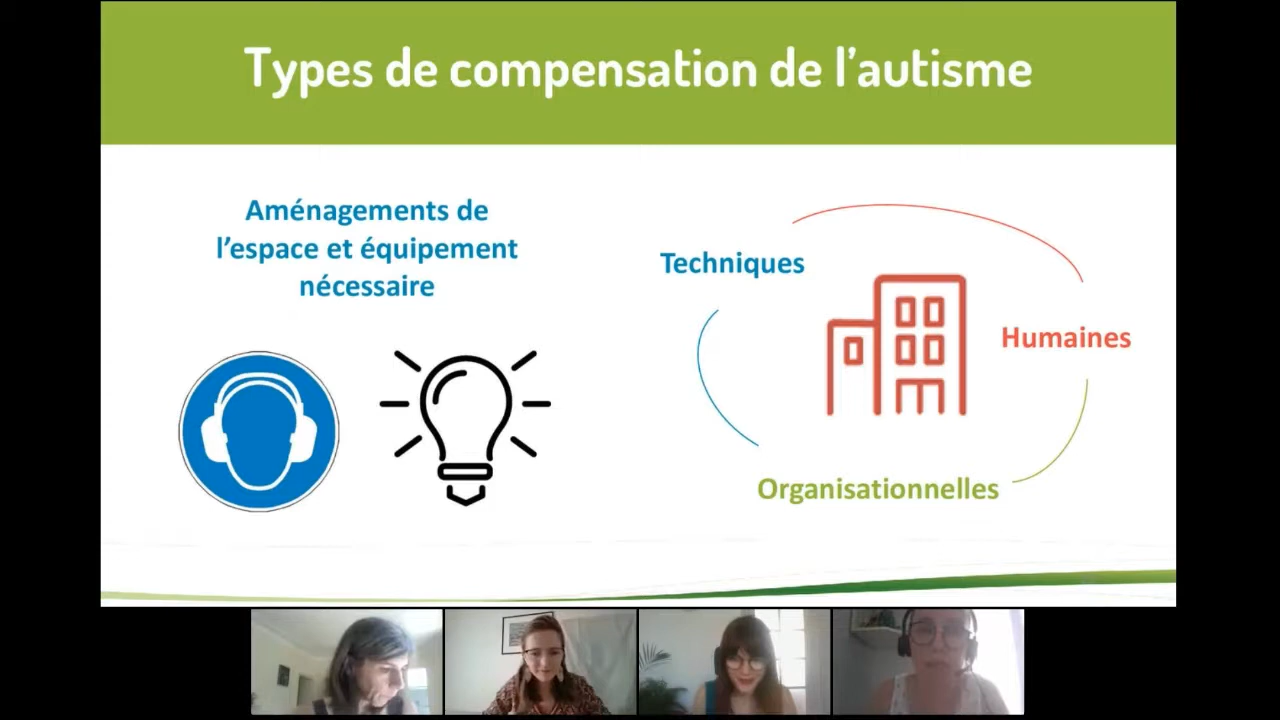 Types de compensation de l'autisme
Aménagements de
l'espace et équipement
nécessaire
Techniques
Humaines
Organisationnelles